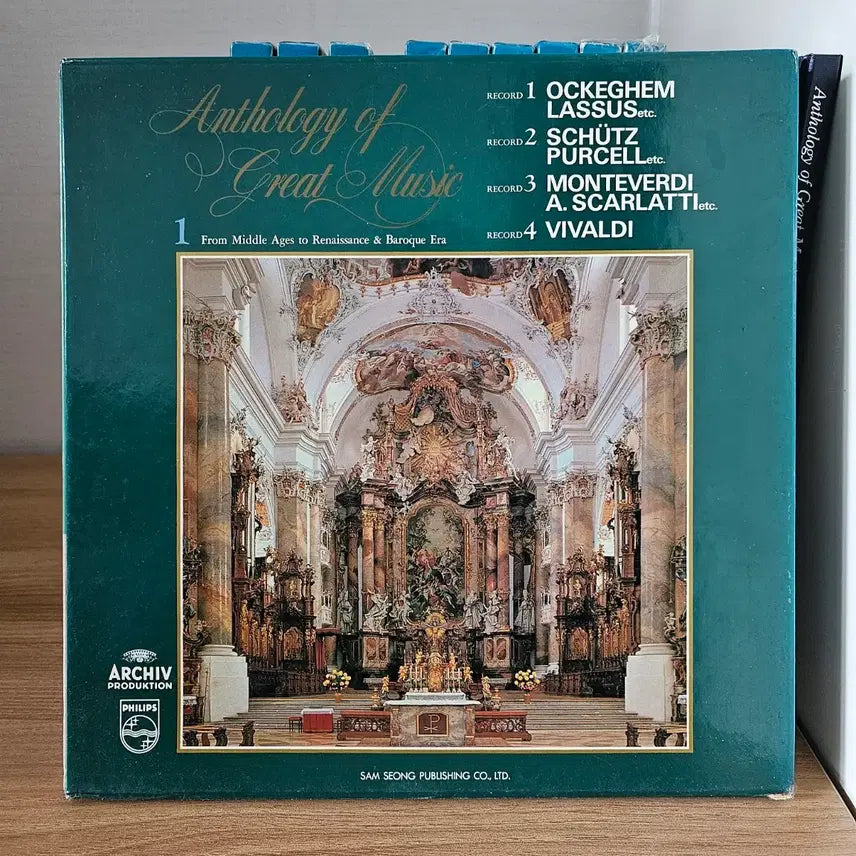 Anthology of
Great Music
1 From Middle Ages to Renaissance & Baroque Era
RECORD 1 OCKEGHEM
LASSUS etc.
RECORD 2 SCHÜTZ
PURCELL etc.
RECORD 3 MONTEVERDI
A. SCARLATTI etc.
RECORD 4 VIVALDI
ARCHIV
PRODUKTION
PHILIPS
SAM SEONG PUBLISHING CO., LTD.
Anthology of Great M